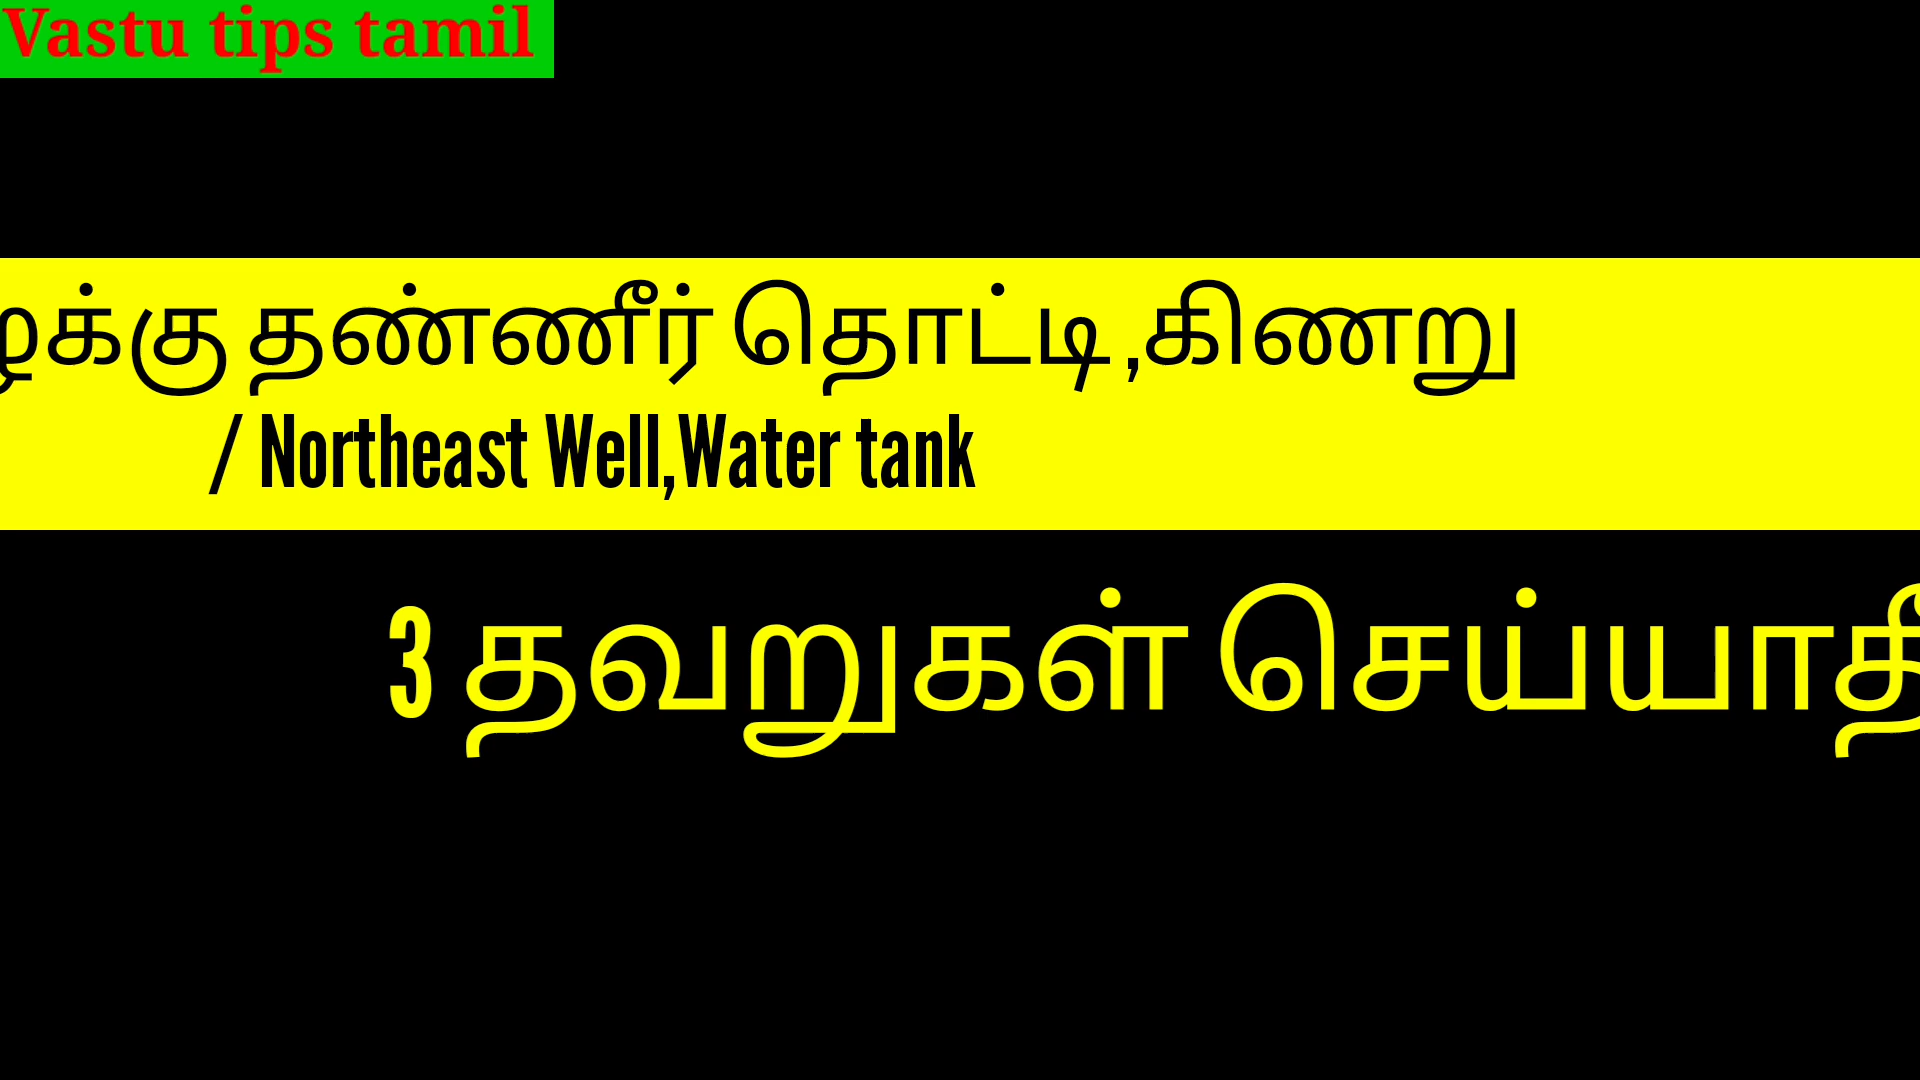 Vastu tips tamil
தண்ணீர் தொட்டி ,கிணறு
/ Northeast Well,Water tank
3 தவறுகள்